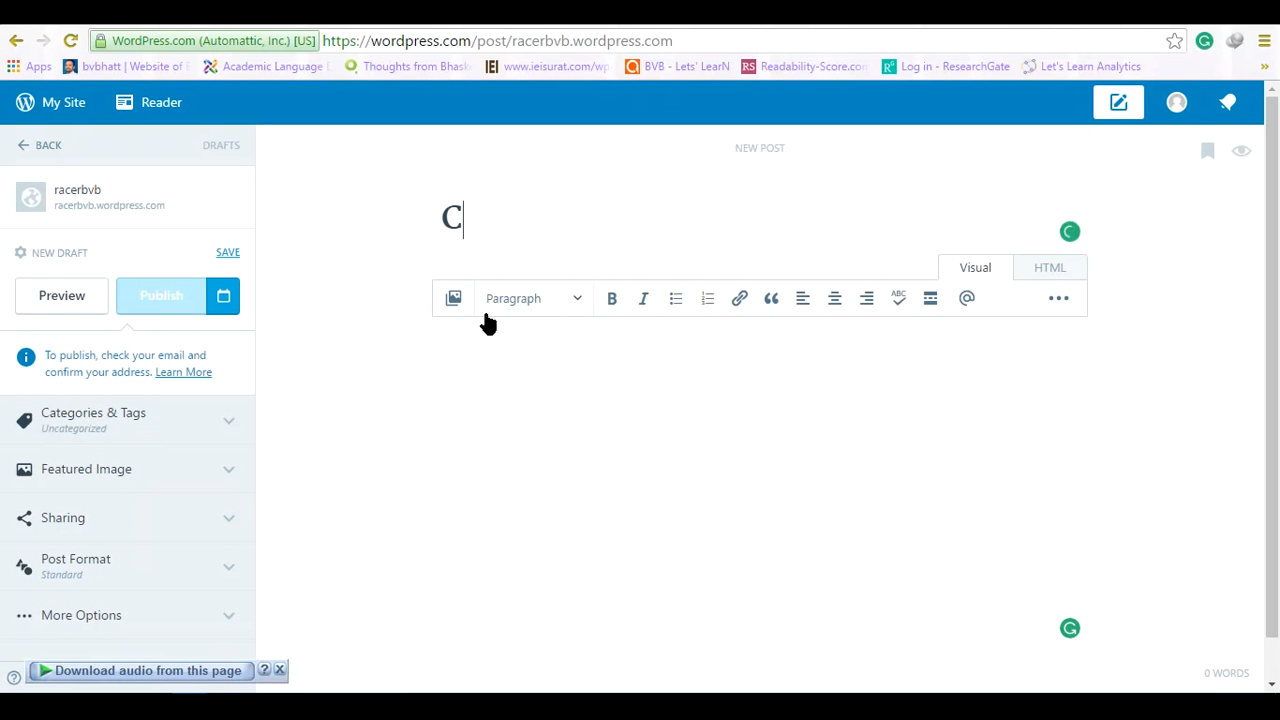 WordPress.com (Automattic, Inc.) [US] https://wordpress.com/post/racerbvb.wordpress.com
Apps bvbhatt | Website of Academic Language Thoughts from Bhask www.ieisurat.com/wp BVB - Lets' LearN Readability-Score.com Log in - ResearchGate Let's Learn Analytics »
My Site Reader
BACK DRAFTS
NEW POST
racerbvb
racerbvb.wordpress.com
C
NEW DRAFT SAVE
Visual HTML
Preview Publish
Paragraph B I ABC @
To publish, check your email and
confirm your address. Learn More
Categories & Tags
Uncategorized
Featured Image
Sharing
Post Format
Standard
More Options
Download audio from this page ? X
0 WORDS